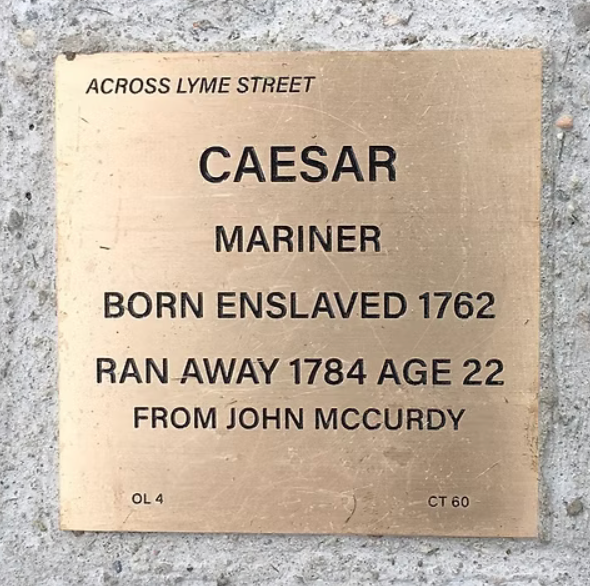 ACROSS LYME STREET
CAESAR
MARINER
BORN ENSLAVED 1762
RAN AWAY 1784 AGE 22
FROM JOHN MCCURDY
OL 4 CT 60